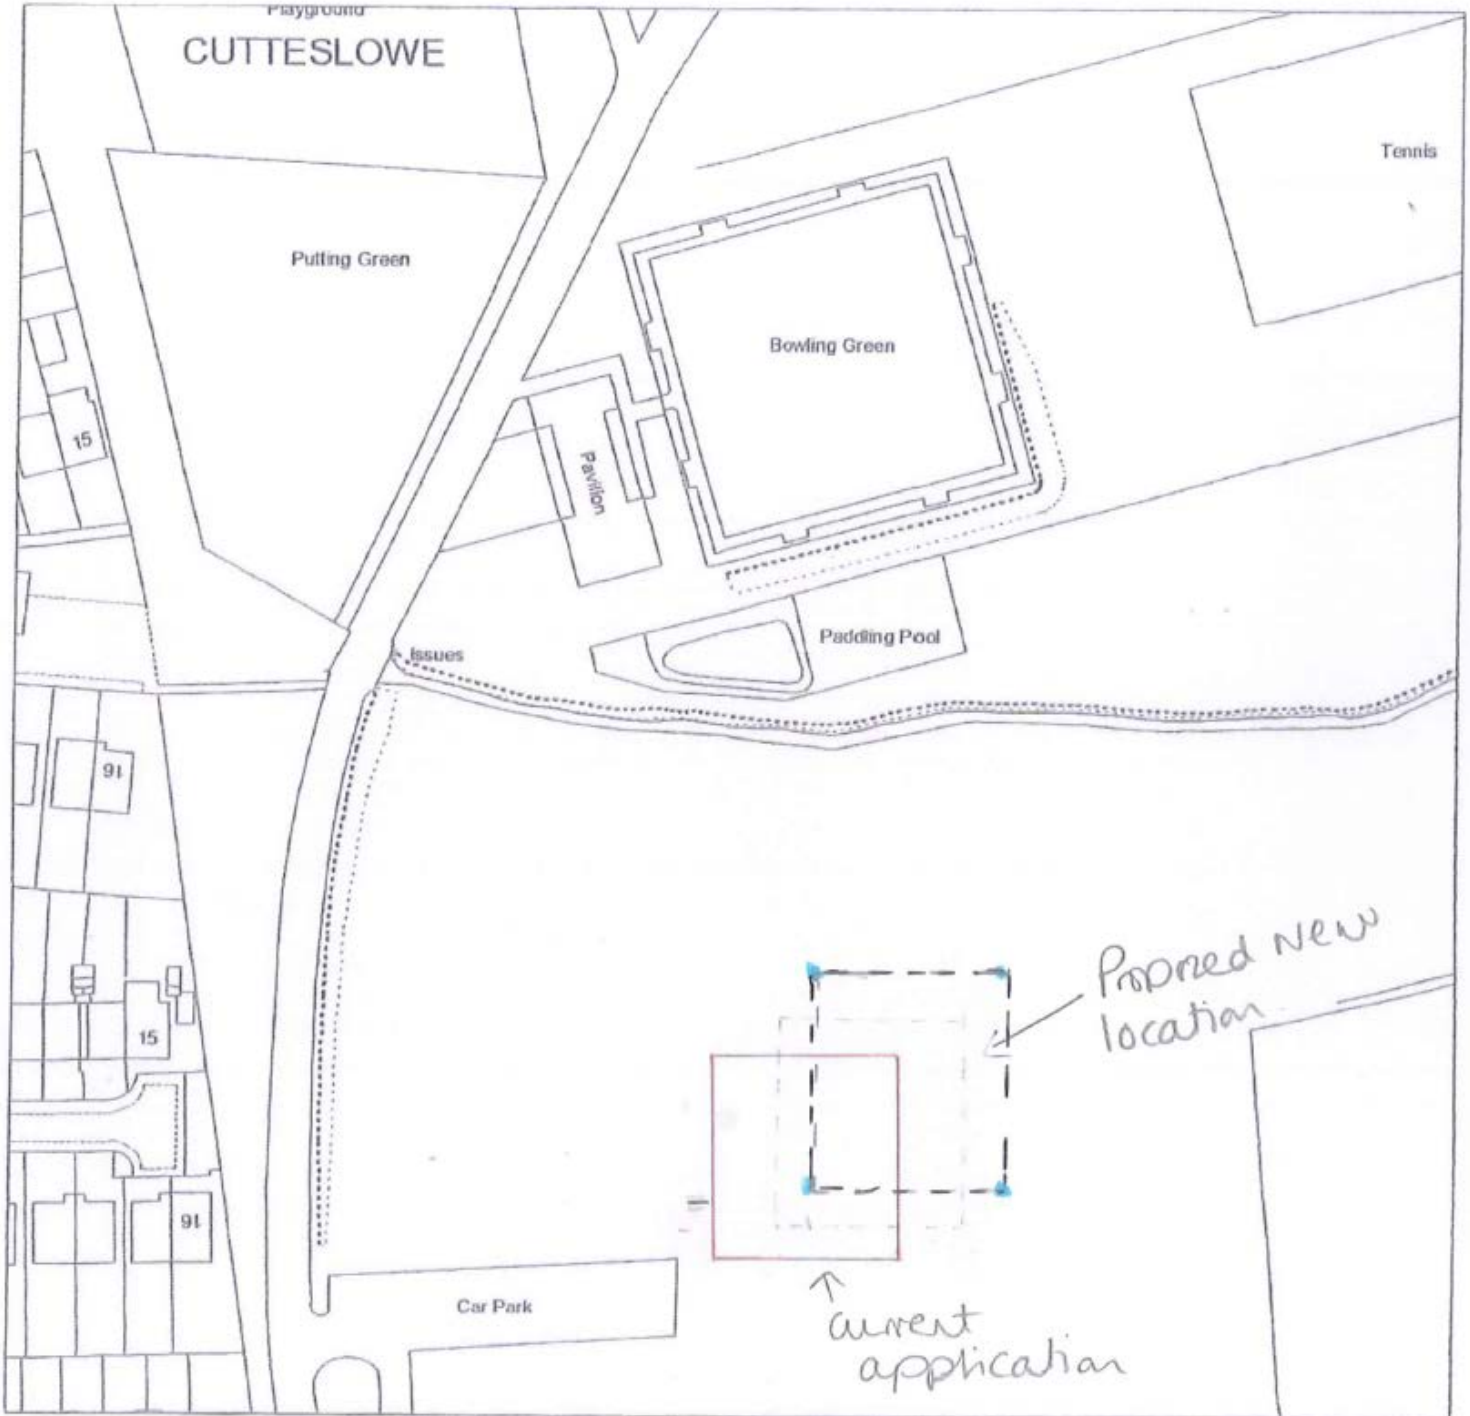 Playground
CUTTESLOWE
Tennis
Putting Green
Bowling Green
15
Pavilion
Paddling Pool
Issues
16
Proposed New
location
15
16
Car Park
current
application